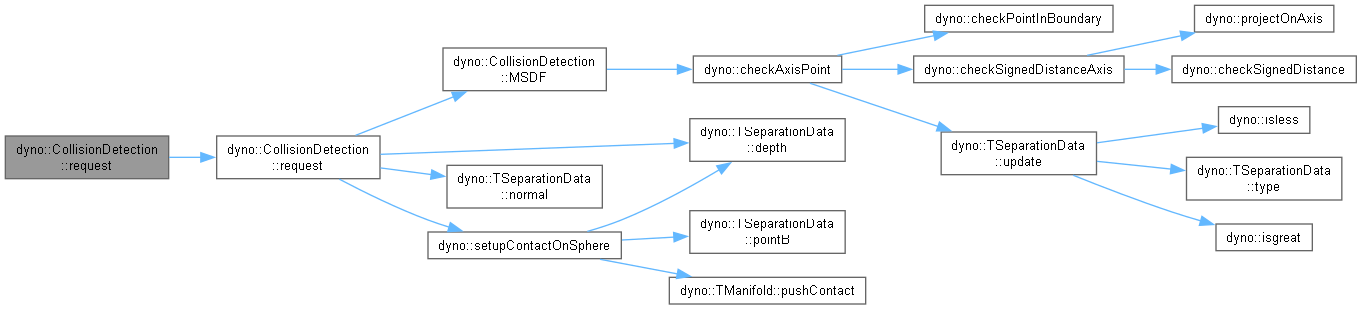 dyno::CollisionDetection
::request
dyno::CollisionDetection
::request
dyno::CollisionDetection
::MSDF
dyno::TSeparationData
::depth
dyno::TSeparationData
::normal
dyno::setupContactOnSphere
dyno::TSeparationData
::pointB
dyno::TManifold::pushContact
dyno::checkAxisPoint
dyno::checkPointInBoundary
dyno::checkSignedDistanceAxis
dyno::projectOnAxis
dyno::checkSignedDistance
dyno::TSeparationData
::update
dyno::isless
dyno::TSeparationData
::type
dyno::isgreat